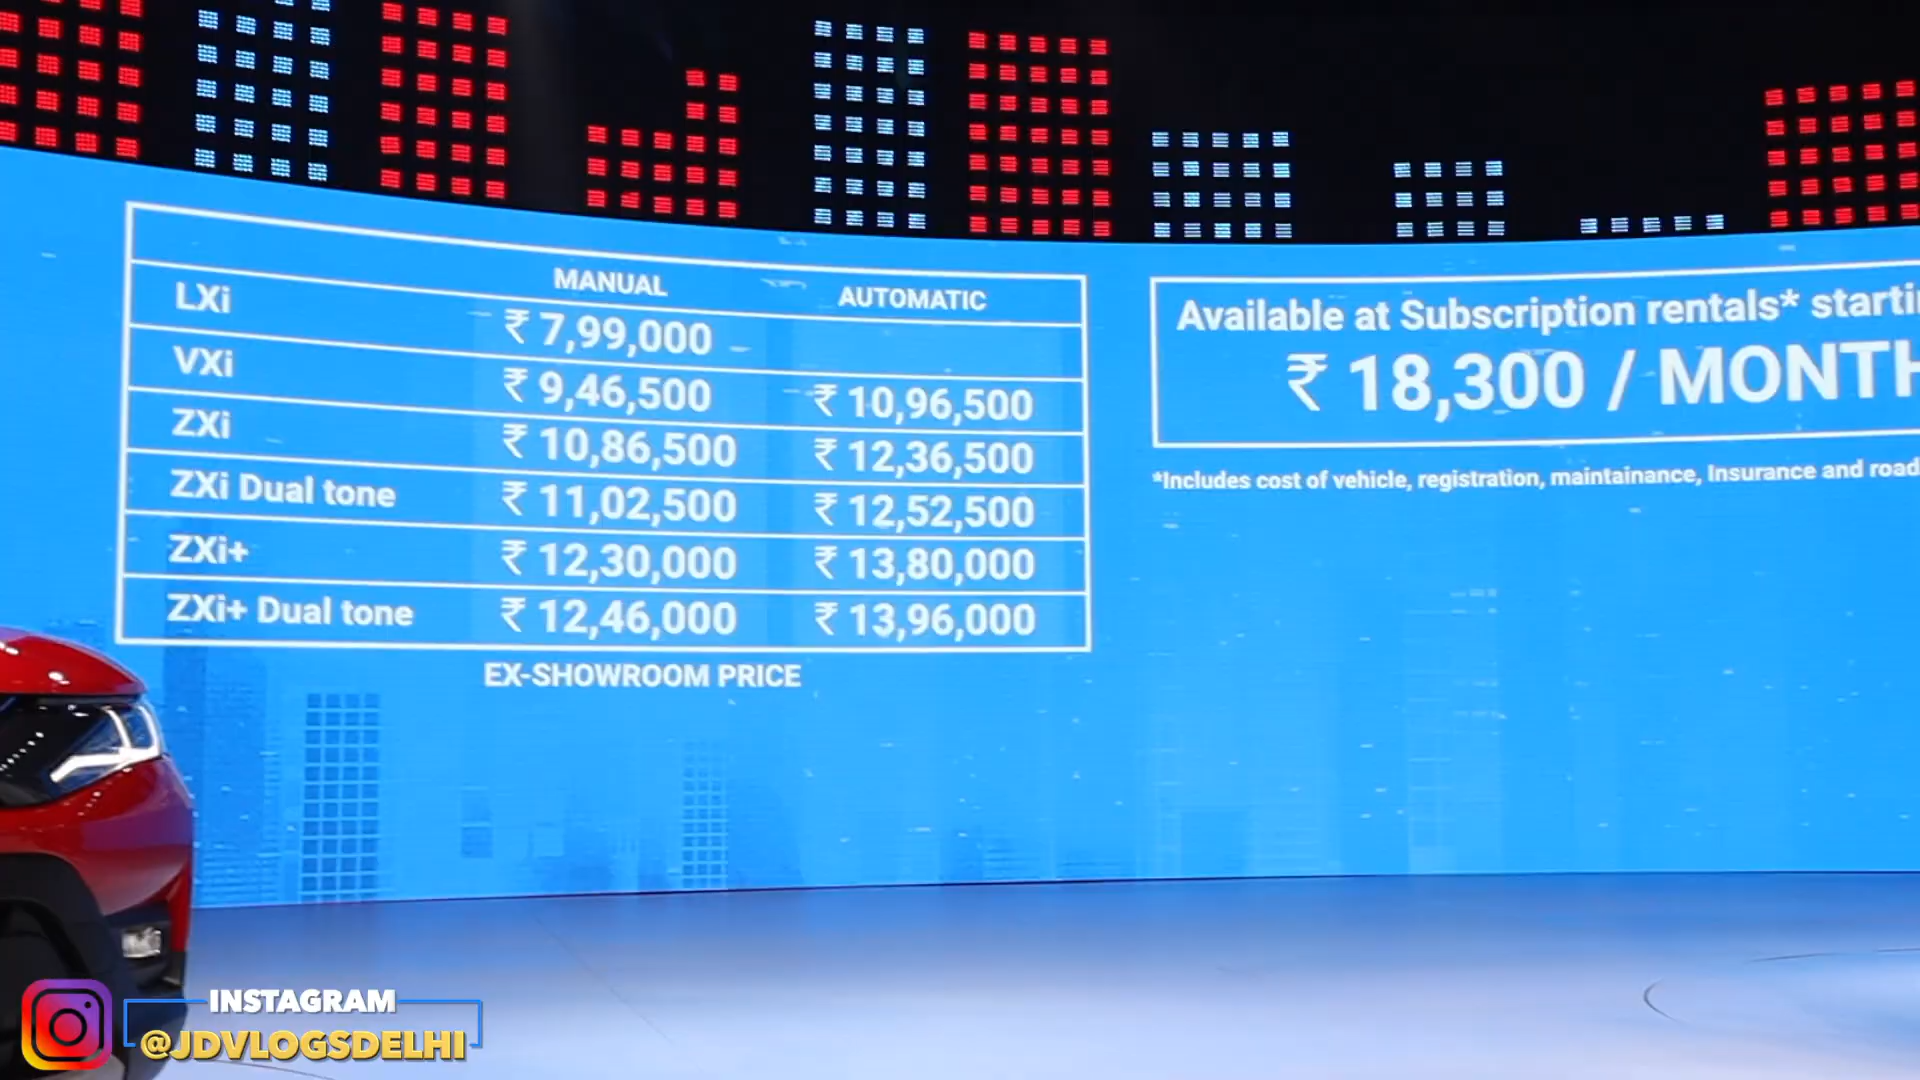 MANUAL AUTOMATIC
LXi ₹ 7,99,000
VXi ₹ 9,46,500 ₹ 10,96,500
ZXi ₹ 10,86,500 ₹ 12,36,500
ZXi Dual tone ₹ 11,02,500 ₹ 12,52,500
ZXi+ ₹ 12,30,000 ₹ 13,80,000
ZXi+ Dual tone ₹ 12,46,000 ₹ 13,96,000
EX-SHOWROOM PRICE
Available at Subscription rentals*
₹ 18,300 / MONTH
*Includes cost of vehicle, registration, maintainance, Insurance and road
INSTAGRAM
@JDVLOGSDELHI